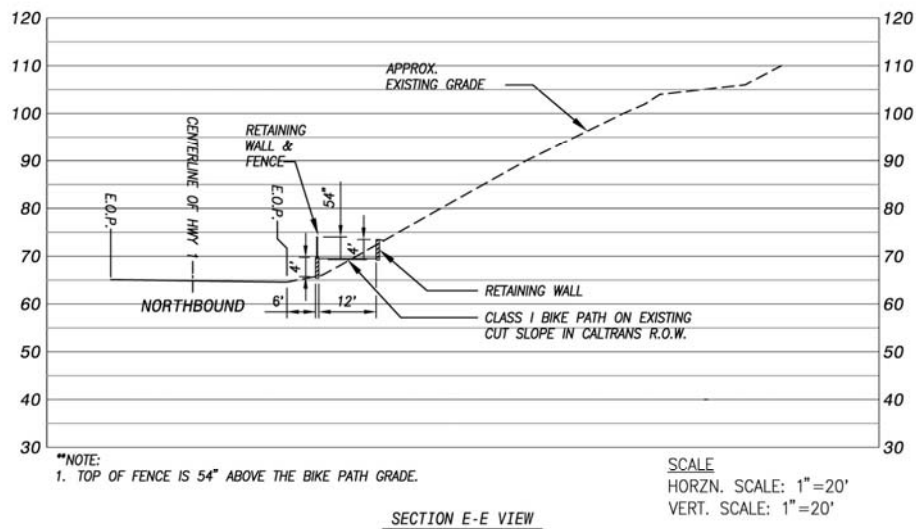 120
110
100
90
80
70
60
50
40
30
120
110
100
90
80
70
60
50
40
30
APPROX.
EXISTING GRADE
CENTERLINE OF HWY 1
RETAINING
WALL &
FENCE
54"
E.O.P.
E.O.P.
4'
4'
NORTHBOUND
6'
12'
RETAINING WALL
CLASS I BIKE PATH ON EXISTING
CUT SLOPE IN CALTRANS R.O.W.
**NOTE:
1. TOP OF FENCE IS 54" ABOVE THE BIKE PATH GRADE.
SCALE
HORZN. SCALE: 1"=20'
VERT. SCALE: 1"=20'
SECTION E-E VIEW